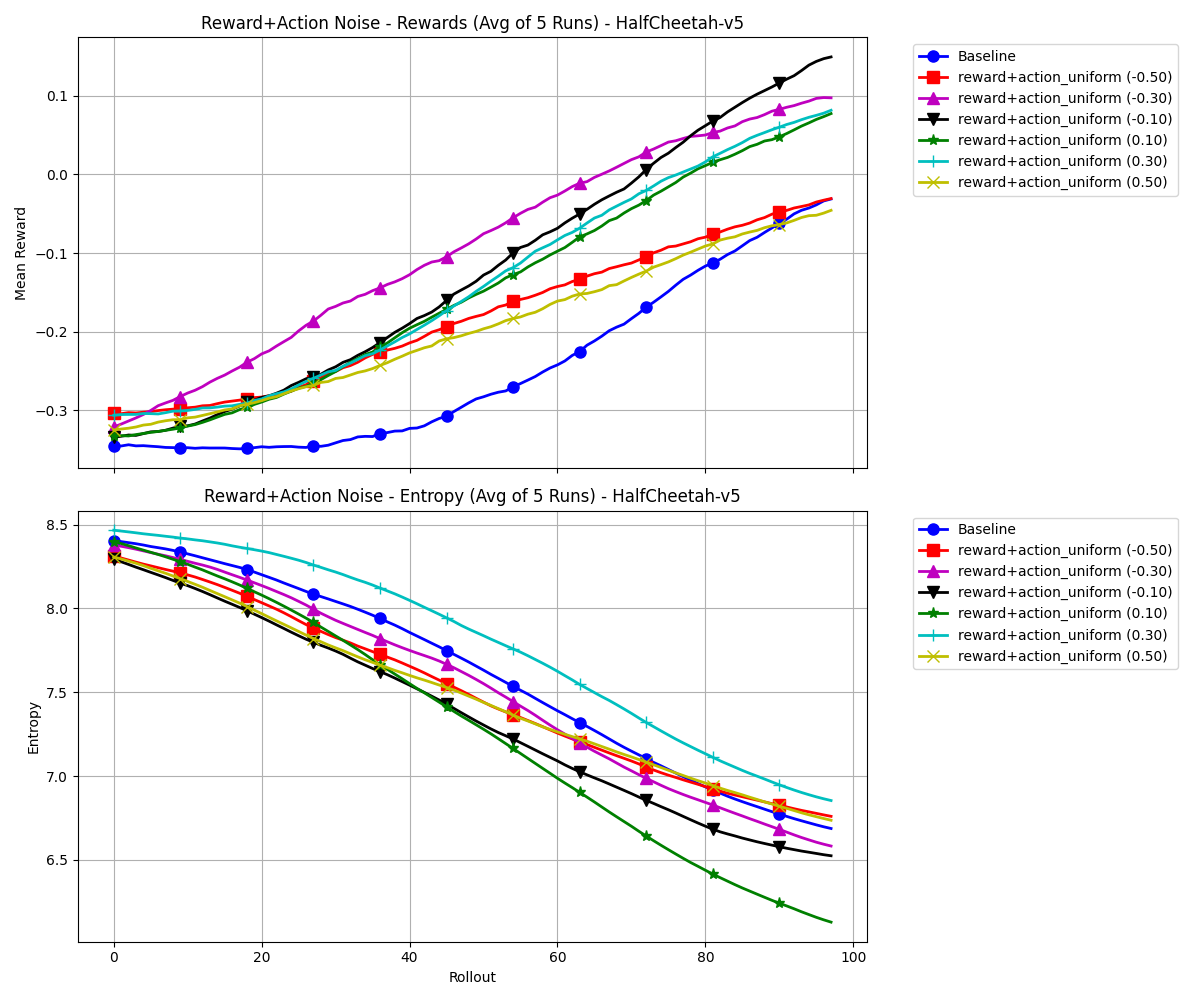 Reward+Action Noise - Rewards (Avg of 5 Runs) - HalfCheetah-v5
Mean Reward
0.1
0.0
−0.1
−0.2
−0.3
Baseline
reward+action_uniform (-0.50)
reward+action_uniform (-0.30)
reward+action_uniform (-0.10)
reward+action_uniform (0.10)
reward+action_uniform (0.30)
reward+action_uniform (0.50)
Reward+Action Noise - Entropy (Avg of 5 Runs) - HalfCheetah-v5
Entropy
8.5
8.0
7.5
7.0
6.5
0 20 40 60 80 100
Rollout
Baseline
reward+action_uniform (-0.50)
reward+action_uniform (-0.30)
reward+action_uniform (-0.10)
reward+action_uniform (0.10)
reward+action_uniform (0.30)
reward+action_uniform (0.50)